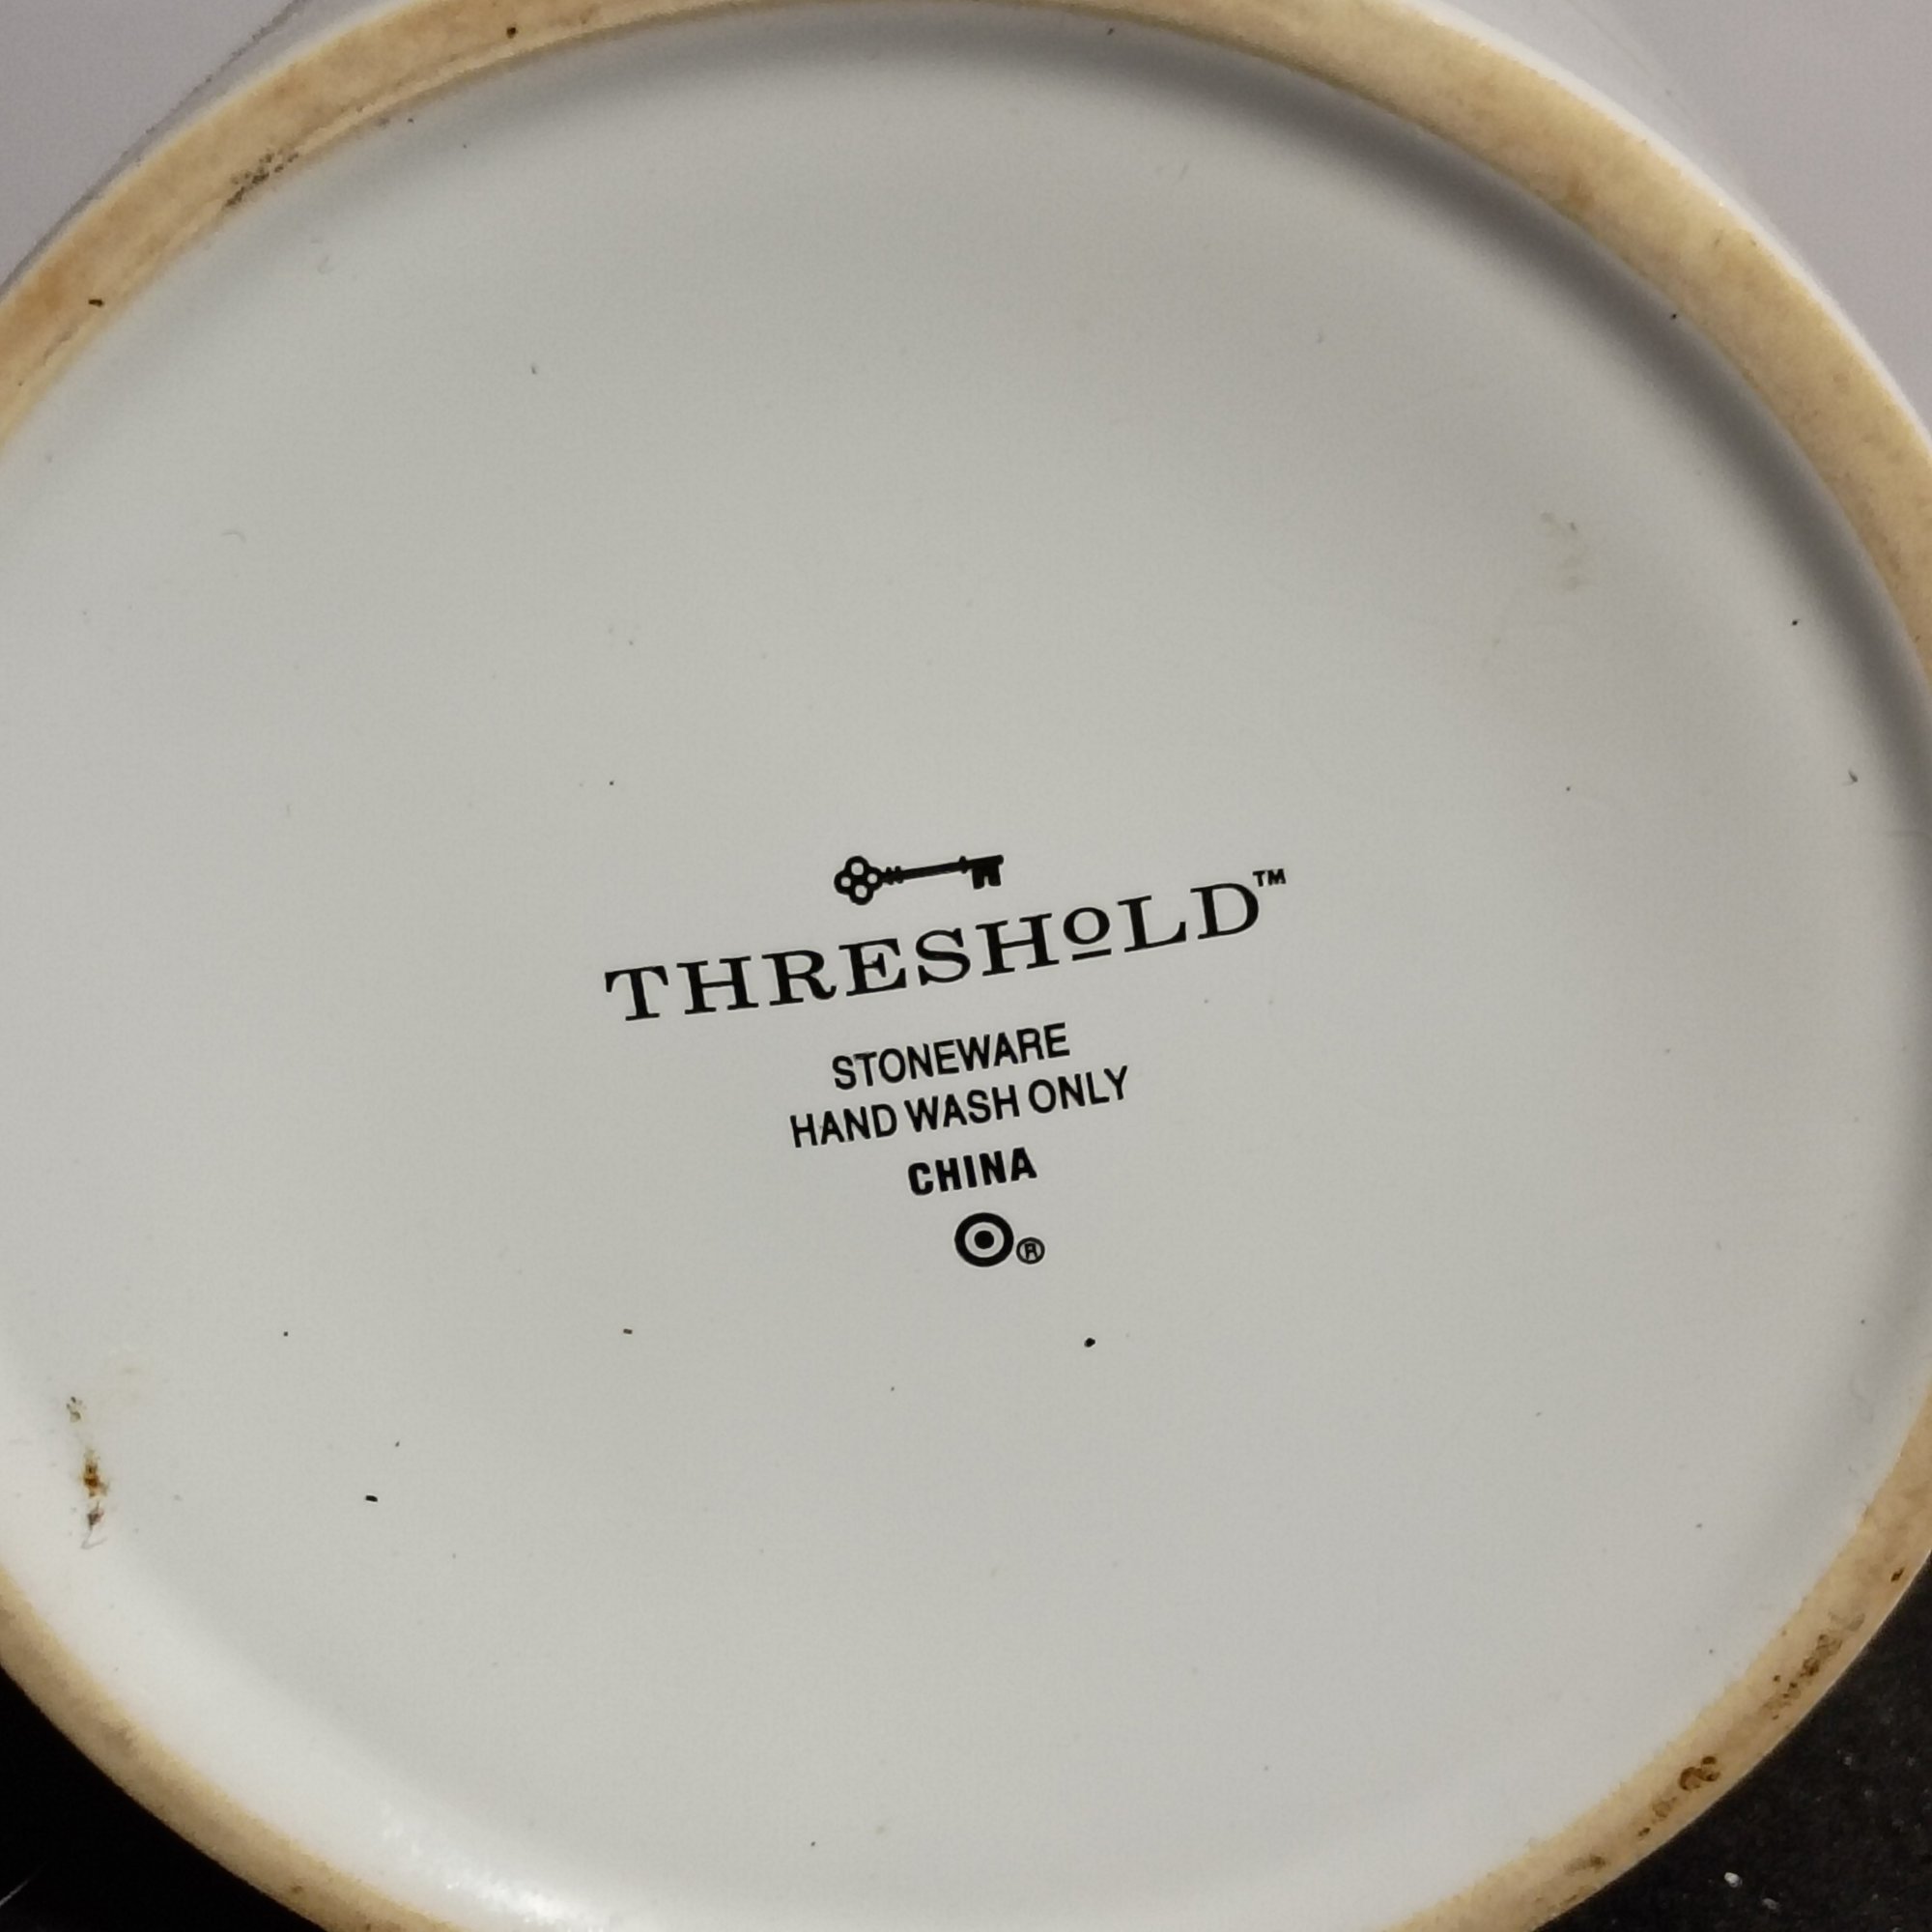 THRESHOLD™
STONEWARE
HAND WASH ONLY
CHINA
®